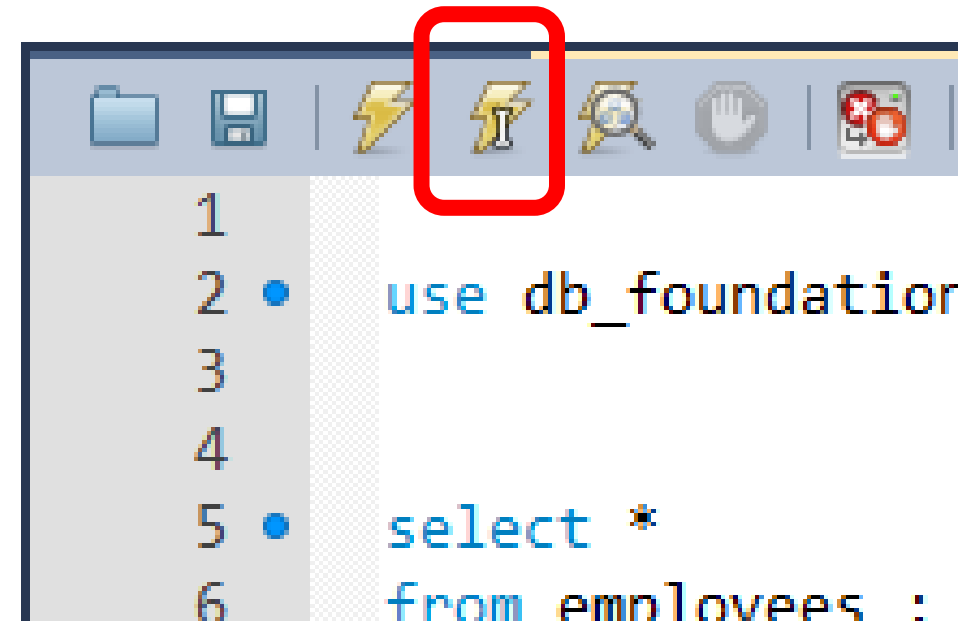 1
2 use db_foundation
3
4
5 select *
6 from employees ;